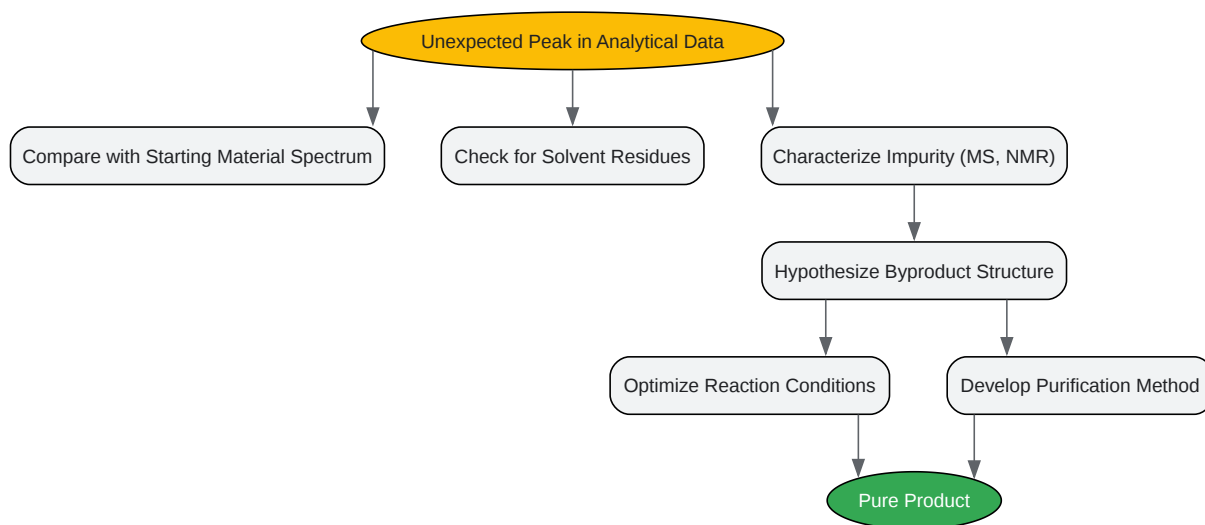 Unexpected Peak in Analytical Data
Compare with Starting Material Spectrum
Check for Solvent Residues
Characterize Impurity (MS, NMR)
Hypothesize Byproduct Structure
Optimize Reaction Conditions
Develop Purification Method
Pure Product